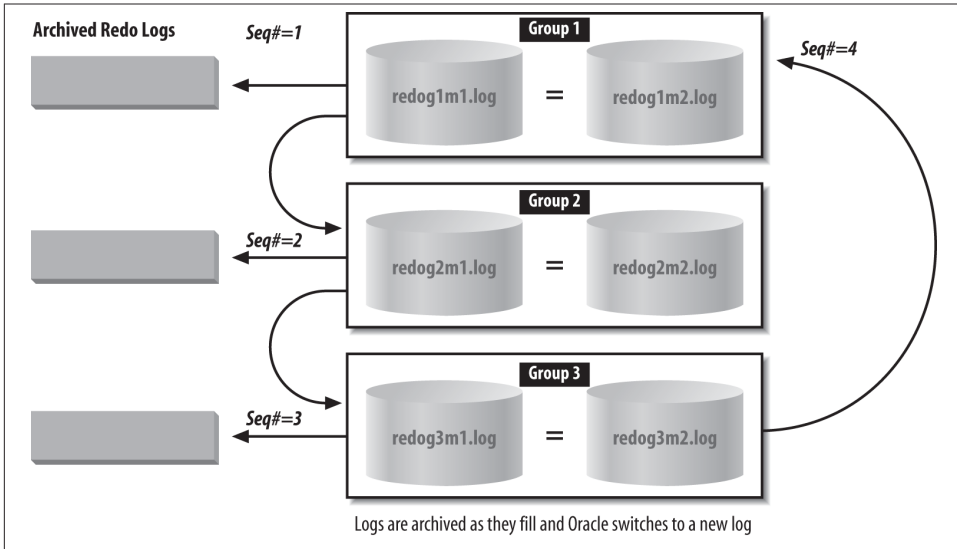 Archived Redo Logs
Seq#=1
Group 1
redog1m1.log
=
redog1m2.log
Seq#=4
Group 2
Seq#=2
redog2m1.log
=
redog2m2.log
Group 3
Seq#=3
redog3m1.log
=
redog3m2.log
Logs are archived as they fill and Oracle switches to a new log